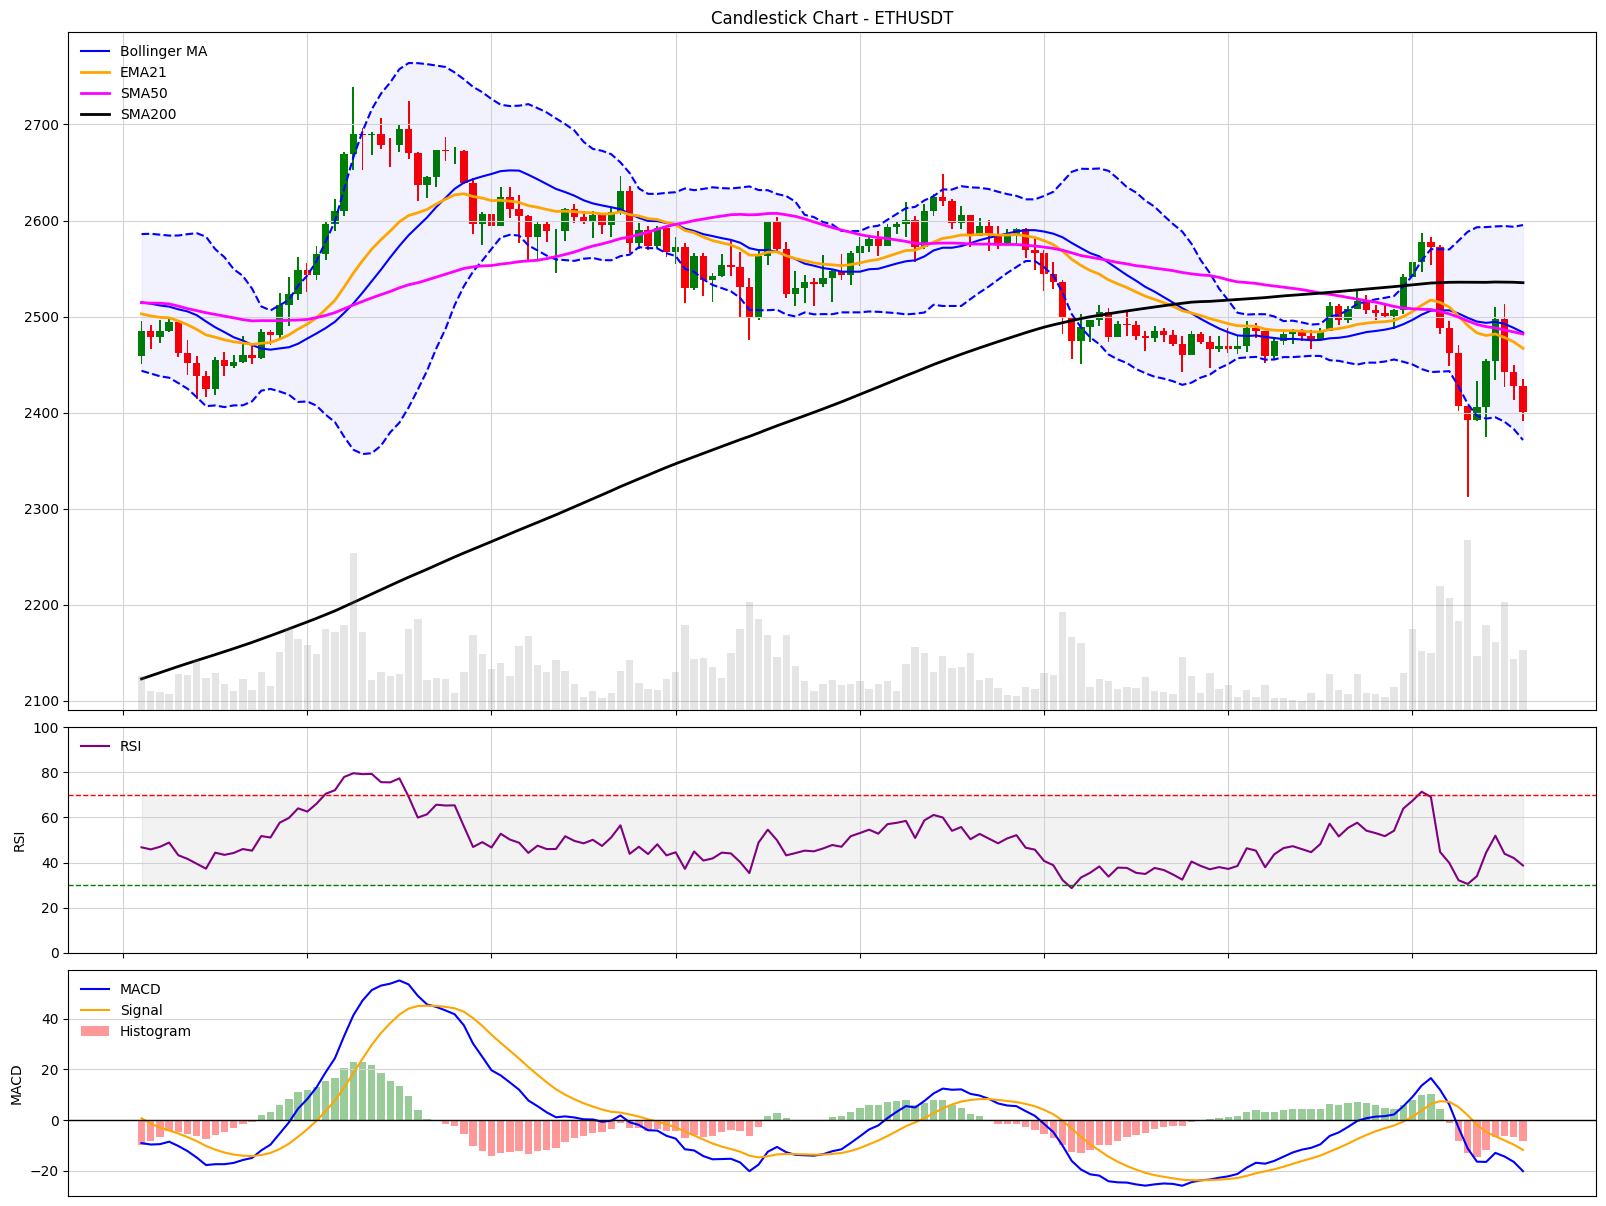 Candlestick Chart - ETHUSDT
Bollinger MA
EMA21
SMA50
SMA200
2700
2600
2500
2400
2300
2200
2100
RSI
100
80
60
40
20
0
RSI
MACD
Signal
Histogram
40
20
0
−20
MACD